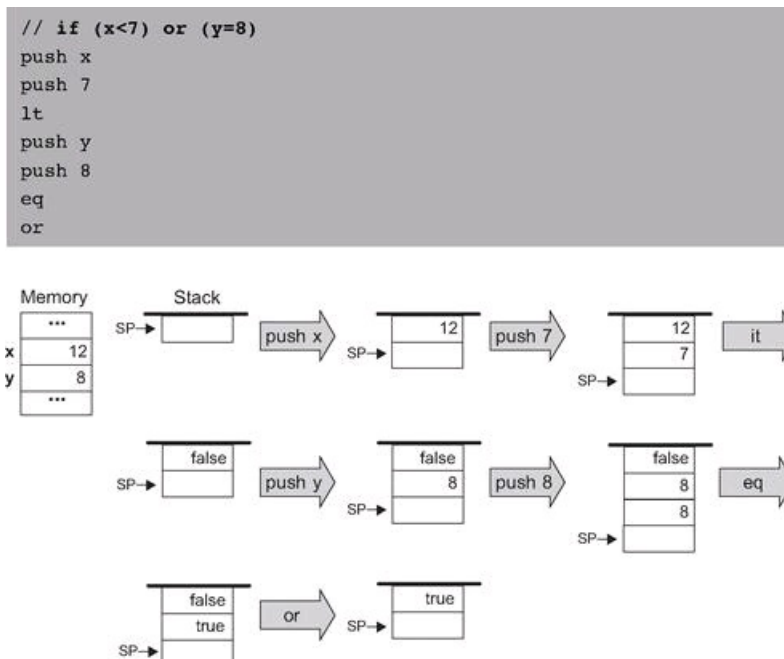 // if (x<7) or (y=8)
push x
push 7
lt
push y
push 8
eq
or
Memory Stack
... SP 12 12
x 12 push x SP push 7 7 it
y 8 SP
...
false false false
SP push y 8 push 8 8 eq
SP 8
SP
false true
true or SP
SP